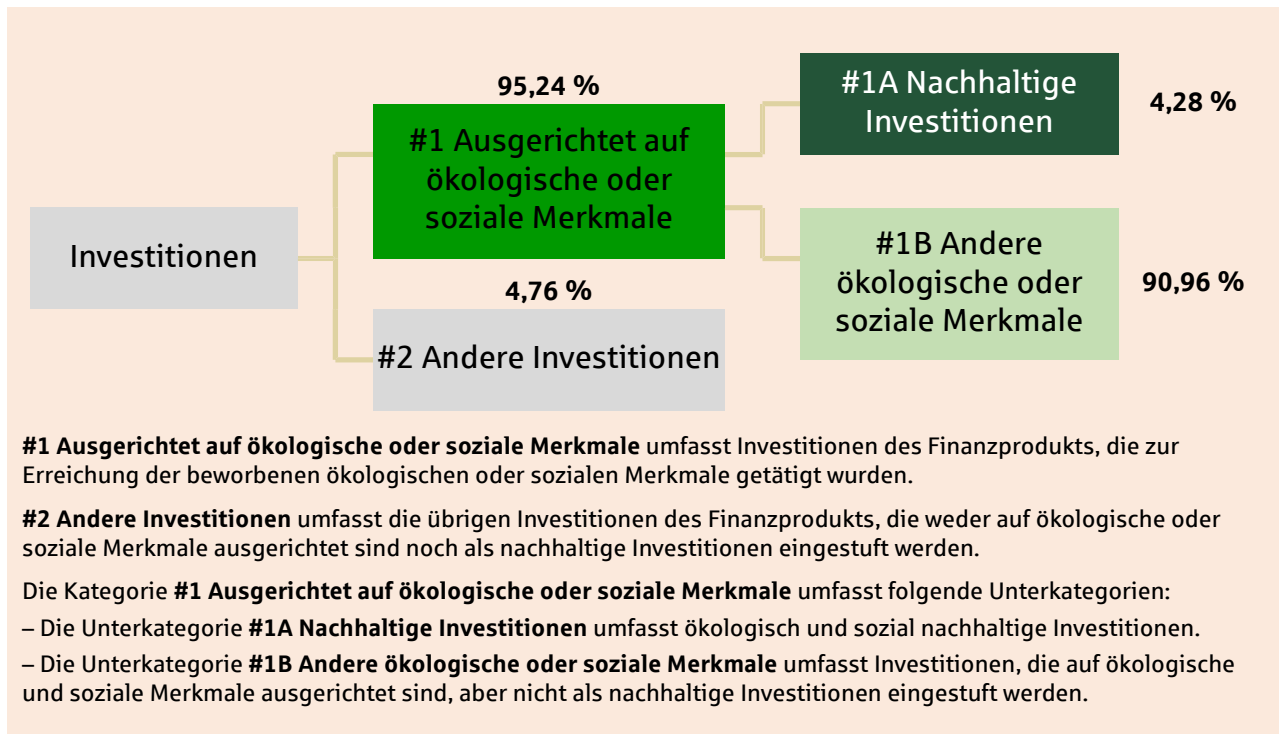 95,24 %
#1 Ausgerichtet auf
ökologische oder
soziale Merkmale
#1A Nachhaltige
Investitionen
4,28 %
Investitionen
4,76 %
#2 Andere Investitionen
#1B Andere
ökologische oder
soziale Merkmale
90,96 %
#1 Ausgerichtet auf ökologische oder soziale Merkmale umfasst Investitionen des Finanzprodukts, die zur
Erreichung der beworbenen ökologischen oder sozialen Merkmale getätigt wurden.
#2 Andere Investitionen umfasst die übrigen Investitionen des Finanzprodukts, die weder auf ökologische oder
soziale Merkmale ausgerichtet sind noch als nachhaltige Investitionen eingestuft werden.
Die Kategorie #1 Ausgerichtet auf ökologische oder soziale Merkmale umfasst folgende Unterkategorien:
– Die Unterkategorie #1A Nachhaltige Investitionen umfasst ökologisch und sozial nachhaltige Investitionen.
– Die Unterkategorie #1B Andere ökologische oder soziale Merkmale umfasst Investitionen, die auf ökologische
und soziale Merkmale ausgerichtet sind, aber nicht als nachhaltige Investitionen eingestuft werden.